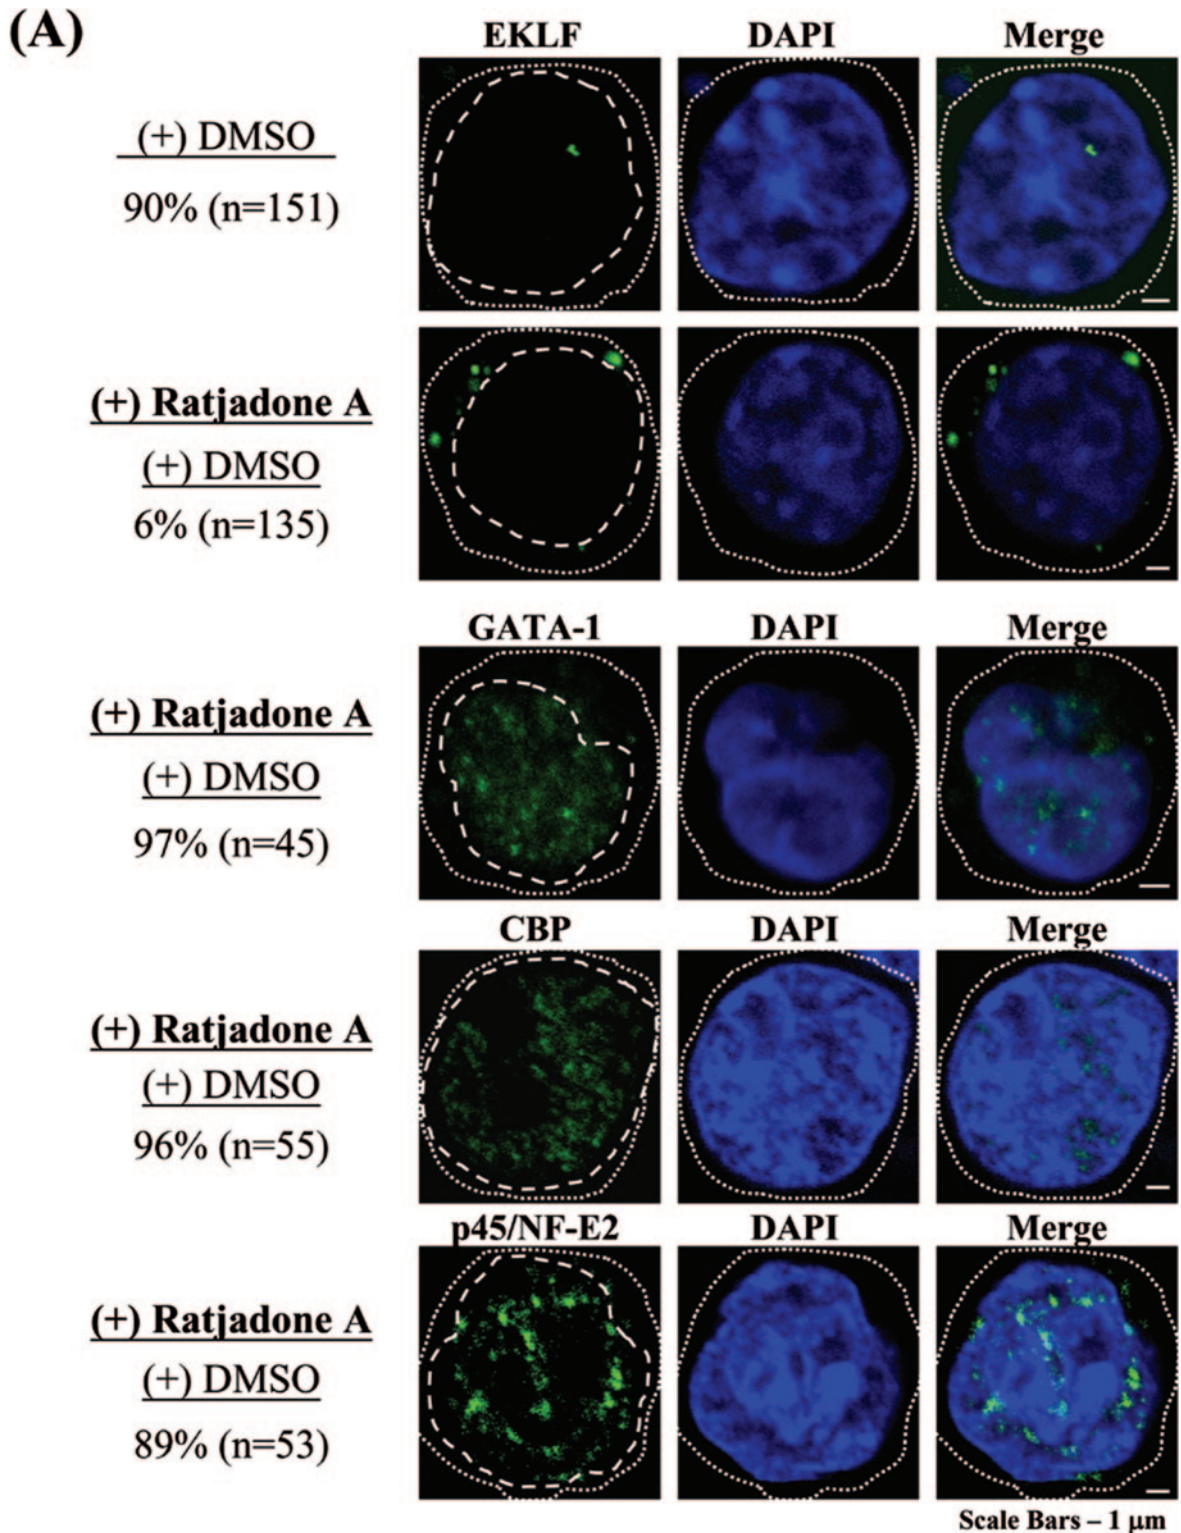 (A)
EKLF DAPI Merge
(+) DMSO
90% (n=151)
(+) Ratjadone A
(+) DMSO
6% (n=135)
GATA-1 DAPI Merge
(+) Ratjadone A
(+) DMSO
97% (n=45)
CBP DAPI Merge
(+) Ratjadone A
(+) DMSO
96% (n=55)
p45/NF-E2 DAPI Merge
(+) Ratjadone A
(+) DMSO
89% (n=53)
Scale Bars – 1 μm